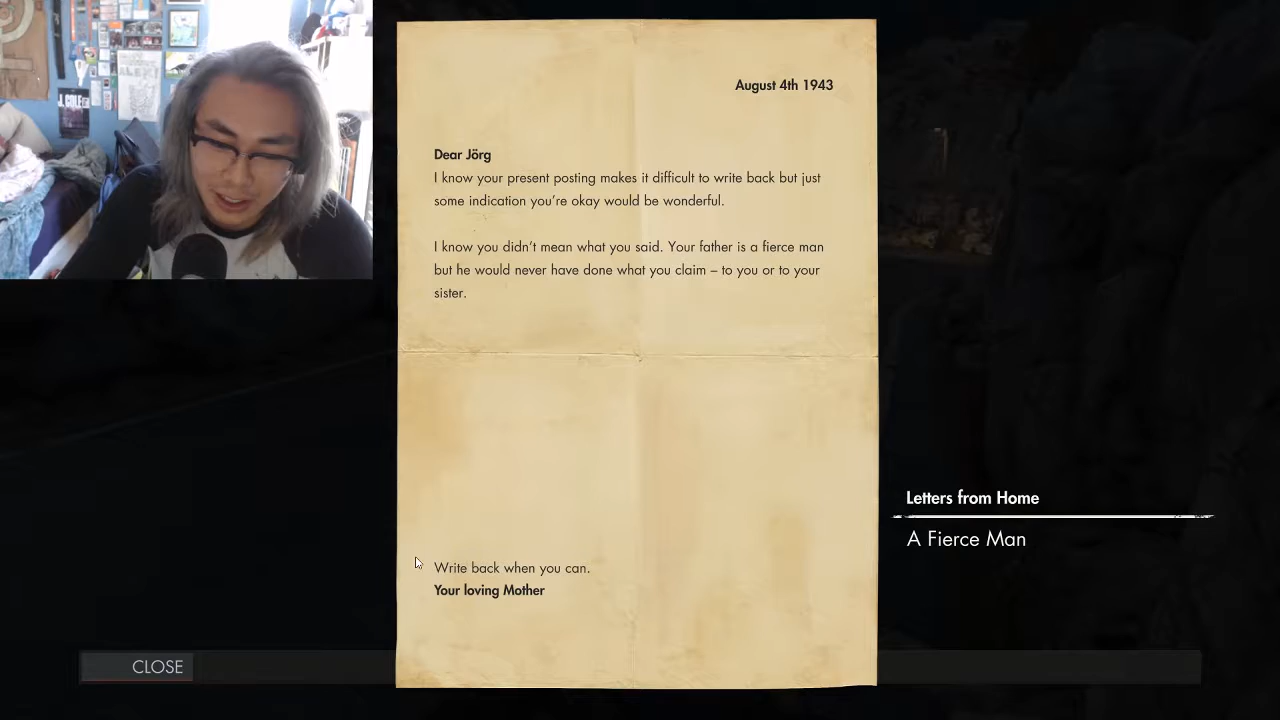 J. COLE
August 4th 1943
Dear Jörg
I know your present posting makes it difficult to write back but just
some indication you're okay would be wonderful.
I know you didn't mean what you said. Your father is a fierce man
but he would never have done what you claim – to you or to your
sister.
Write back when you can.
Your loving Mother
Letters from Home
A Fierce Man
CLOSE